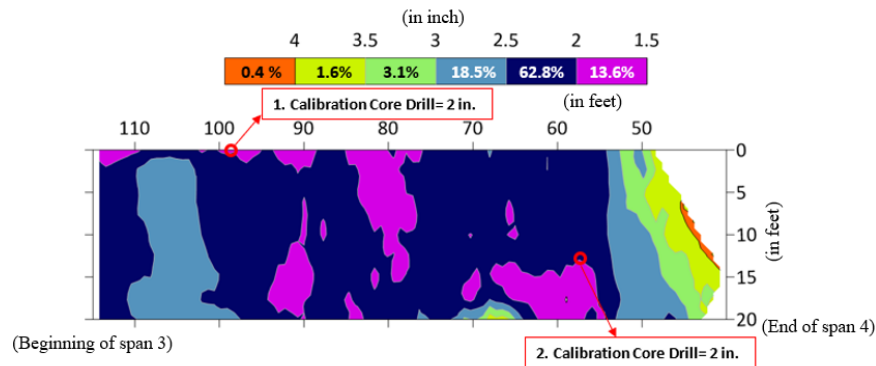 (in inch)
4 3.5 3 2.5 2 1.5
0.4 % 1.6% 3.1% 18.5% 62.8% 13.6%
1. Calibration Core Drill= 2 in.
(in feet)
110 100 90 80 70 60 50
0
5
10
15
20
(in feet)
(End of span 4)
(Beginning of span 3)
2. Calibration Core Drill= 2 in.